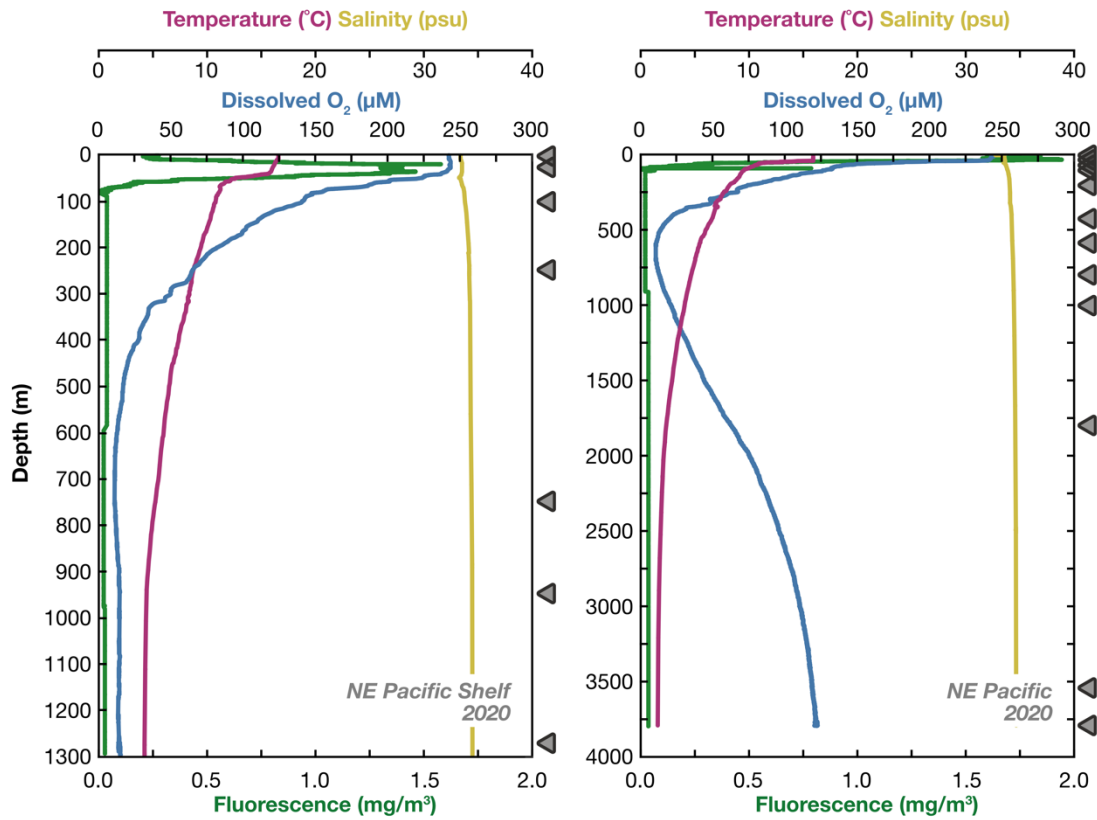 Temperature (°C) Salinity (psu)
0 10 20 30 40
Dissolved O₂ (µM)
0 50 100 150 200 250 300
Depth (m)
0
100
200
300
400
500
600
700
800
900
1000
1100
1200
1300
NE Pacific Shelf
2020
0.0 0.5 1.0 1.5 2.0
Fluorescence (mg/m³)
Temperature (°C) Salinity (psu)
0 10 20 30 40
Dissolved O₂ (µM)
0 50 100 150 200 250 300
0
500
1000
1500
2000
2500
3000
3500
4000
NE Pacific
2020
0.0 0.5 1.0 1.5 2.0
Fluorescence (mg/m³)